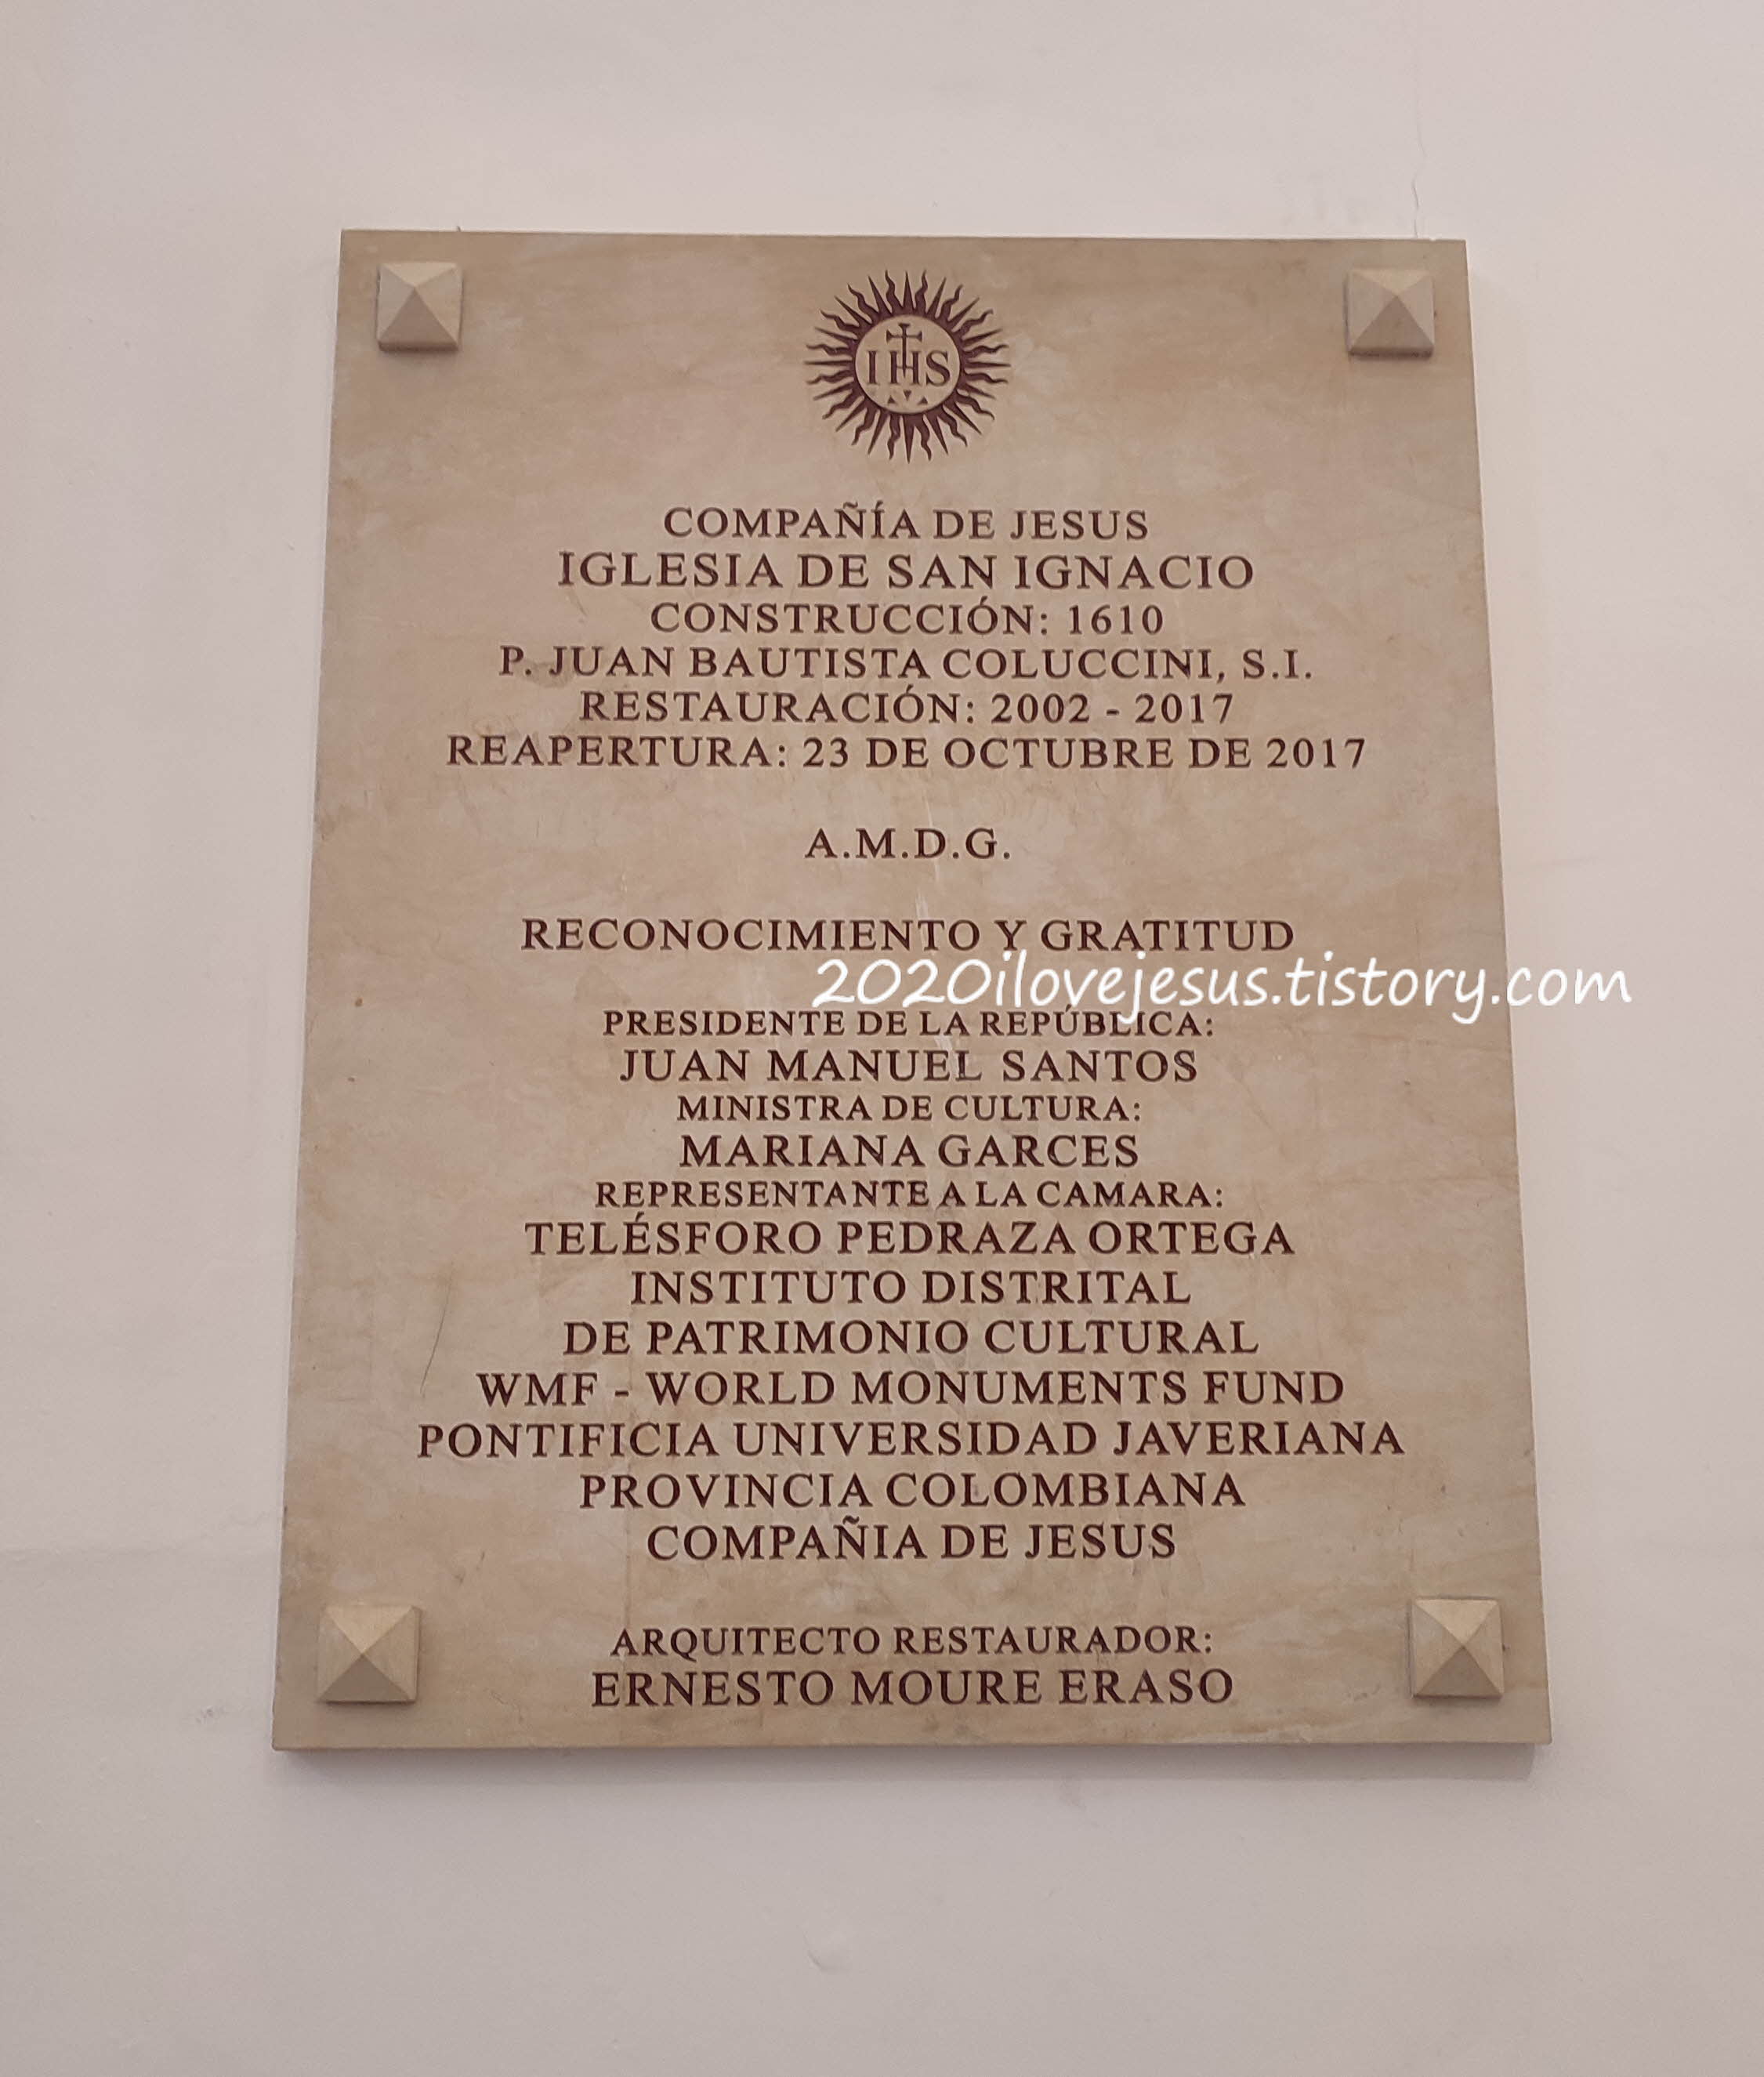 IHS
COMPAÑÍA DE JESUS
IGLESIA DE SAN IGNACIO
CONSTRUCCIÓN: 1610
P. JUAN BAUTISTA COLUCCINI, S.I.
RESTAURACIÓN: 2002 - 2017
REAPERTURA: 23 DE OCTUBRE DE 2017
A.M.D.G.
RECONOCIMIENTO Y GRATITUD
2020ilovejesus.tistory.com
PRESIDENTE DE LA REPÚBLICA:
JUAN MANUEL SANTOS
MINISTRA DE CULTURA:
MARIANA GARCES
REPRESENTANTE A LA CAMARA:
TELÉSFORO PEDRAZA ORTEGA
INSTITUTO DISTRITAL
DE PATRIMONIO CULTURAL
WMF - WORLD MONUMENTS FUND
PONTIFICIA UNIVERSIDAD JAVERIANA
PROVINCIA COLOMBIANA
COMPAÑIA DE JESUS
ARQUITECTO RESTAURADOR:
ERNESTO MOURE ERASO